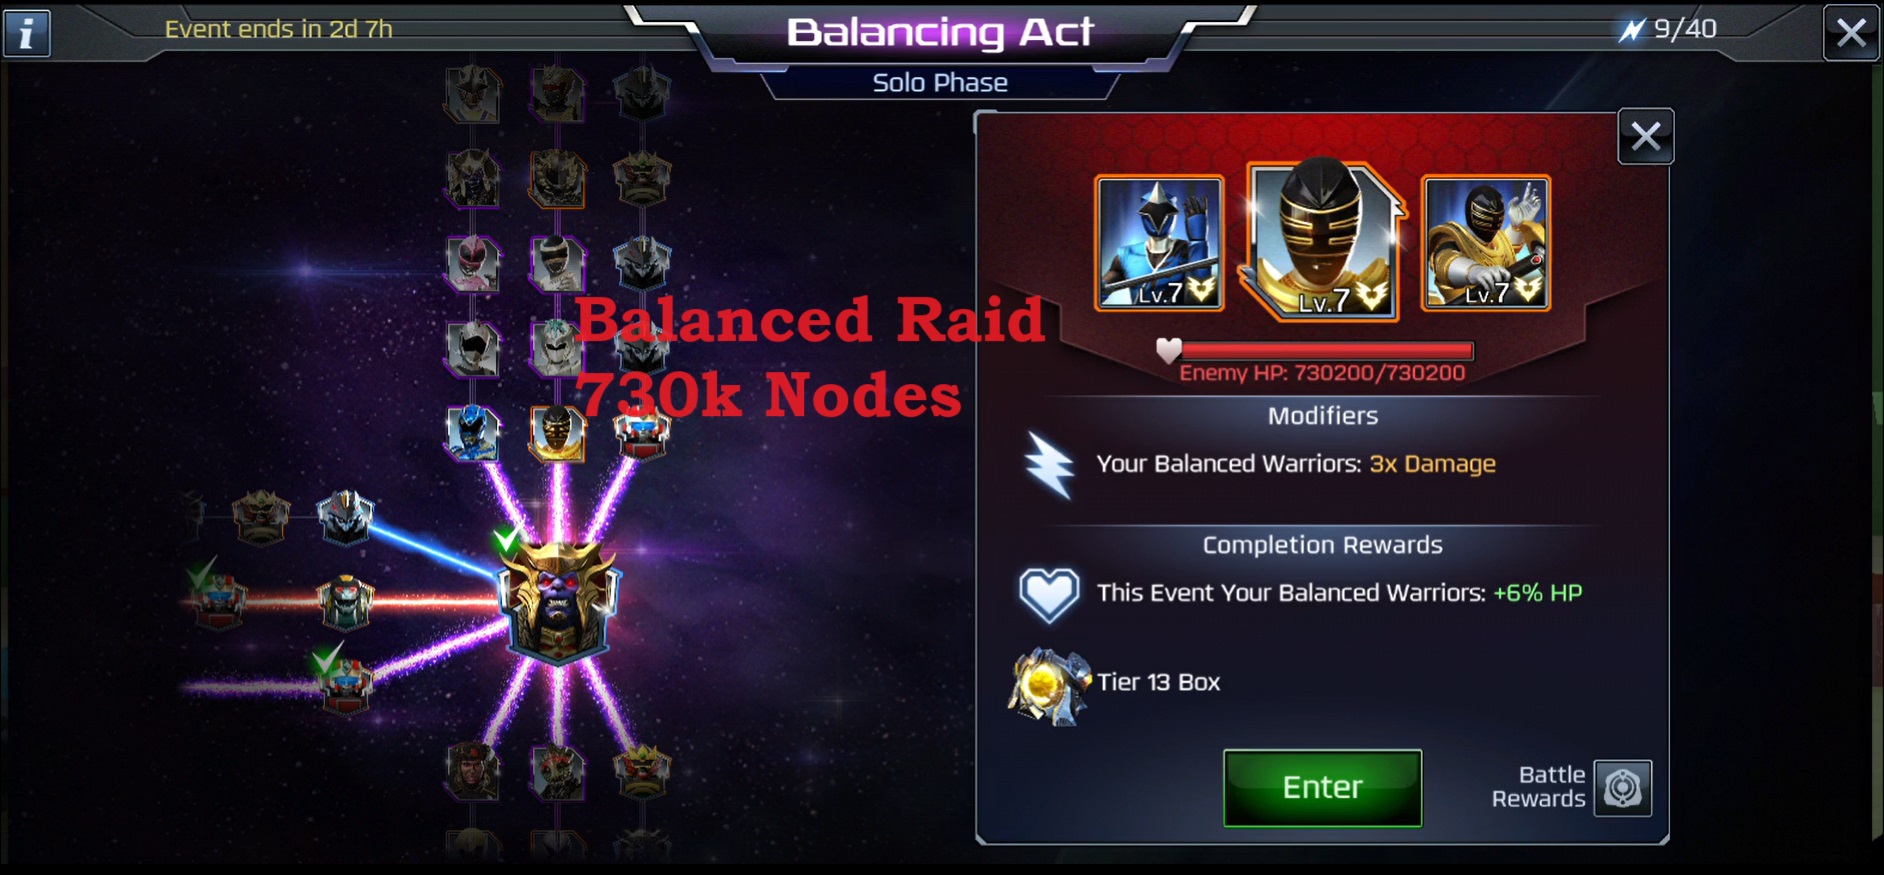 i
Event ends in 2d 7h
Balancing Act
9/40
Solo Phase
Lv.7
Lv.7
Lv.7
Balanced Raid
730k Nodes
Enemy HP: 730200/730200
Modifiers
Your Balanced Warriors: 3x Damage
Completion Rewards
This Event Your Balanced Warriors: +6% HP
Tier 13 Box
Enter
Battle
Rewards